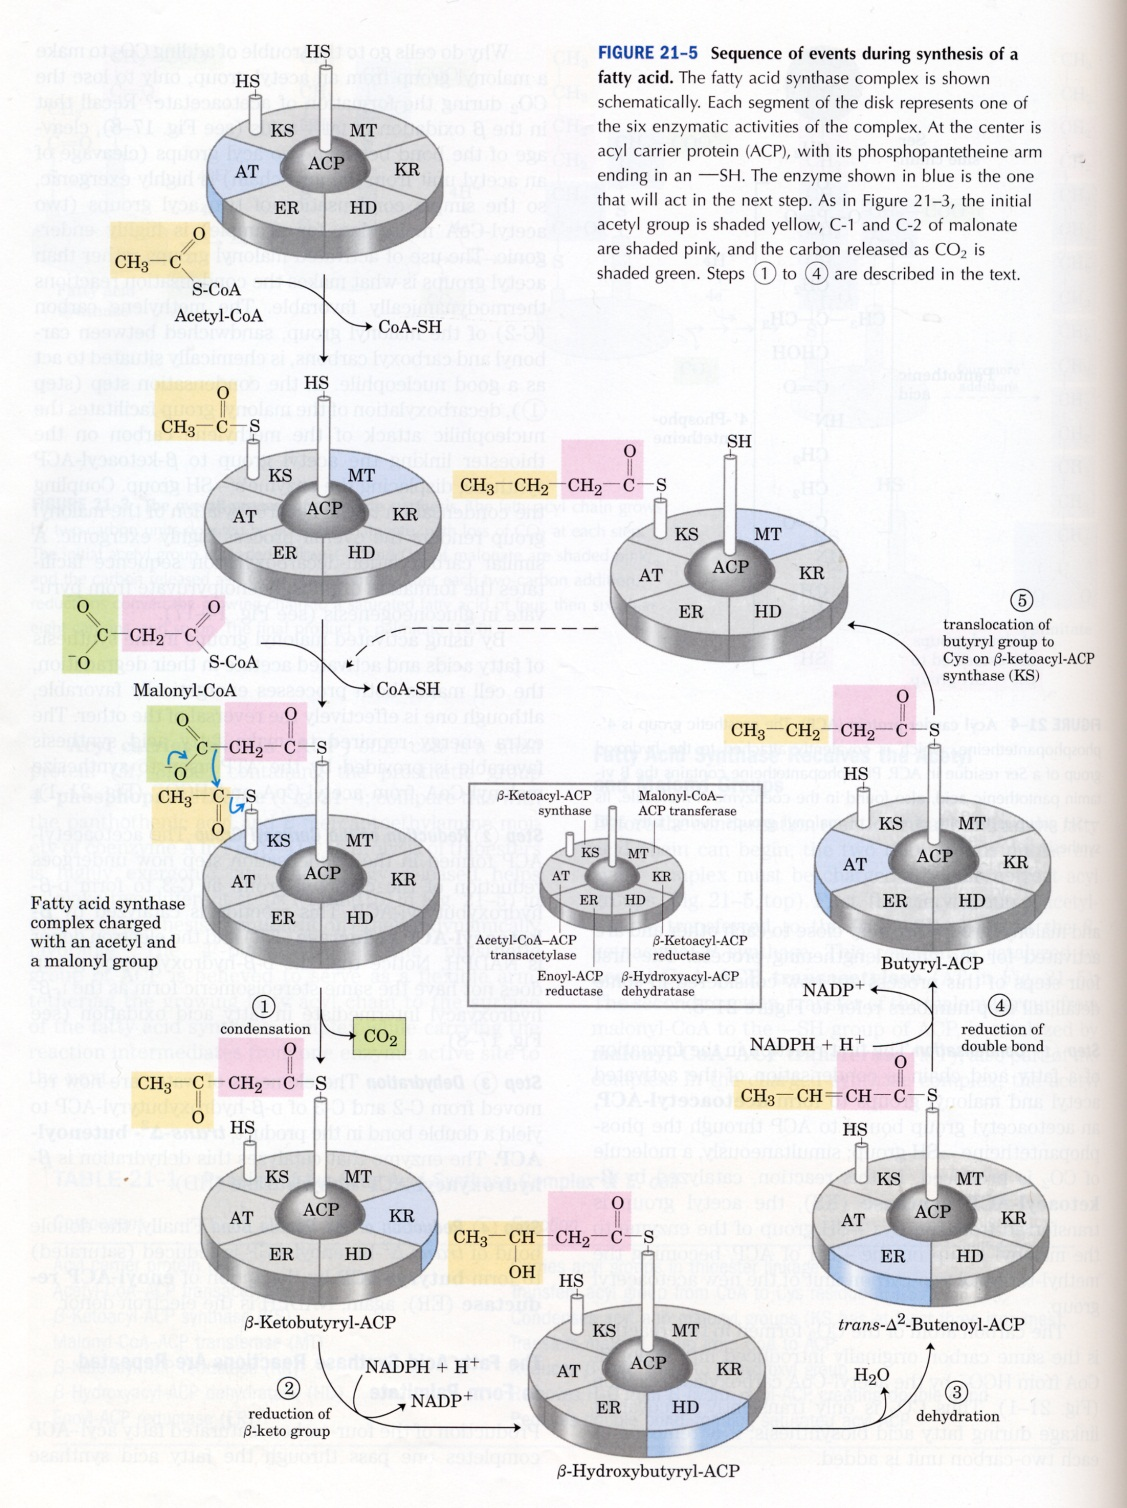 FIGURE 21–5 Sequence of events during synthesis of a
fatty acid. The fatty acid synthase complex is shown
schematically. Each segment of the disk represents one of
the six enzymatic activities of the complex. At the center is
acyl carrier protein (ACP), with its phosphopantetheine arm
ending in an —SH. The enzyme shown in blue is the one
that will act in the next step. As in Figure 21–3, the initial
acetyl group is shaded yellow, C-1 and C-2 of malonate
are shaded pink, and the carbon released as CO₂ is
shaded green. Steps ① to ④ are described in the text.
HS
HS
KS MT
AT ACP KR
ER HD
O
CH₃—C
S-CoA
Acetyl-CoA
CoA-SH
HS
O
CH₃—C—S
KS MT
AT ACP KR
ER HD
O O
C—CH₂—C
⁻O S-CoA
Malonyl-CoA
CoA-SH
O O
C—CH₂—C—S
O
CH₃—C—S
O
KS MT
AT ACP KR
ER HD
Fatty acid synthase
complex charged
with an acetyl and
a malonyl group
①
condensation
CO₂
O
CH₃—C—CH₂—C—S
O
HS
KS MT
AT ACP KR
ER HD
β-Ketobutyryl-ACP
②
reduction of
β-keto group
NADPH + H⁺
NADP⁺
O
CH₃—CH—CH₂—C—S
OH
HS
KS MT
AT ACP KR
ER HD
β-Hydroxybutyryl-ACP
H₂O
③
dehydration
O
CH₃—CH=CH—C—S
HS
KS MT
AT ACP KR
ER HD
trans-Δ²-Butenoyl-ACP
NADPH + H⁺
NADP⁺
④
reduction of
double bond
O
CH₃—CH₂—CH₂—C—S
HS
KS MT
AT ACP KR
ER HD
Butyryl-ACP
⑤
translocation of
butyryl group to
Cys on β-ketoacyl-ACP
synthase (KS)
SH
O
CH₃—CH₂—CH₂—C—S
KS MT
AT ACP KR
ER HD
β-Ketoacyl-ACP
synthase
Malonyl-CoA–
ACP transferase
KS MT
AT KR
ER HD
Acetyl-CoA–ACP
transacetylase
β-Ketoacyl-ACP
reductase
Enoyl-ACP
reductase
β-Hydroxyacyl-ACP
dehydratase